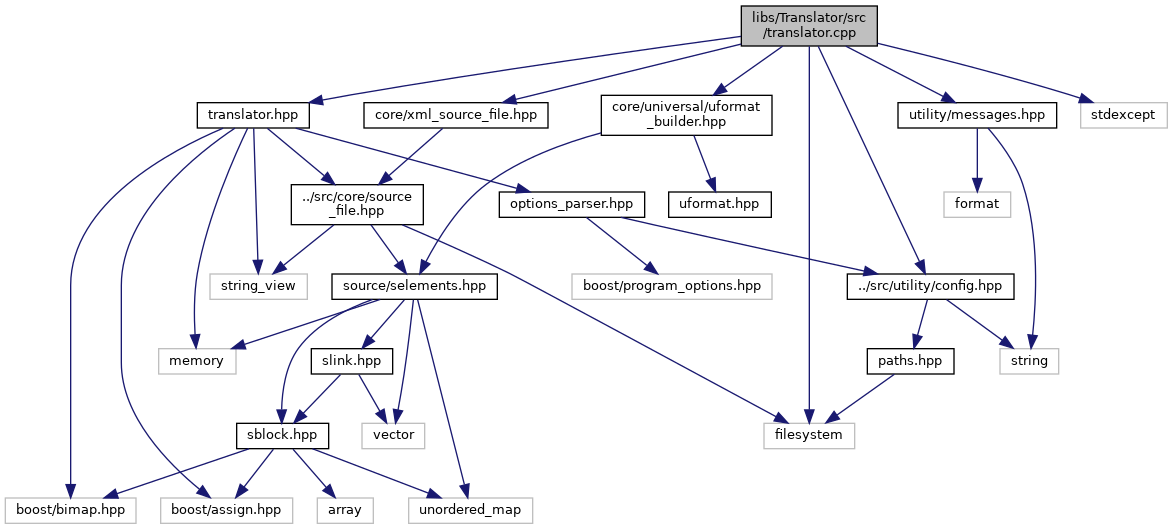 libs/Translator/src
/translator.cpp
translator.hpp
core/xml_source_file.hpp
core/universal/uformat
_builder.hpp
utility/messages.hpp
stdexcept
../src/core/source
_file.hpp
options_parser.hpp
uformat.hpp
format
string_view
source/selements.hpp
boost/program_options.hpp
../src/utility/config.hpp
memory
slink.hpp
paths.hpp
string
sblock.hpp
vector
filesystem
boost/bimap.hpp
boost/assign.hpp
array
unordered_map